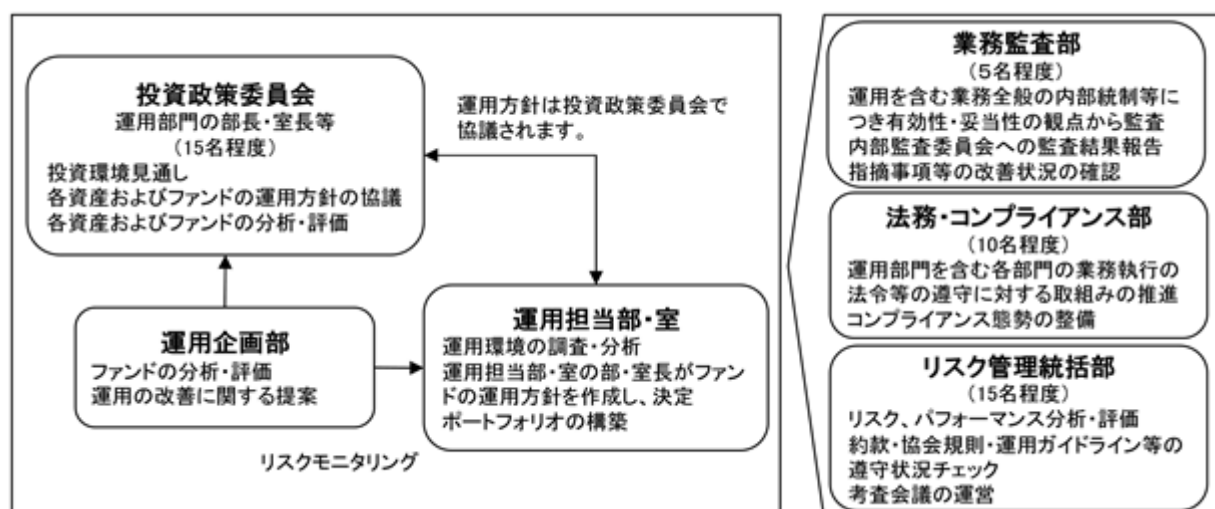 投資政策委員会
運用部門の部長・室長等
(15名程度)
投資環境見通し
各資産およびファンドの運用方針の協議
各資産およびファンドの分析・評価
運用方針は投資政策委員会で
協議されます。
運用企画部
ファンドの分析・評価
運用の改善に関する提案
運用担当部・室
運用環境の調査・分析
運用担当部・室の部・室長がファン
ドの運用方針を作成し、決定
ポートフォリオの構築
リスクモニタリング
業務監査部
(5名程度)
運用を含む業務全般の内部統制等に
つき有効性・妥当性の観点から監査
内部監査委員会への監査結果報告
指摘事項等の改善状況の確認
法務・コンプライアンス部
(10名程度)
運用部門を含む各部門の業務執行の
法令等の遵守に対する取組みの推進
コンプライアンス態勢の整備
リスク管理統括部
(15名程度)
リスク、パフォーマンス分析・評価
約款・協会規則・運用ガイドライン等の
遵守状況チェック
考査会議の運営